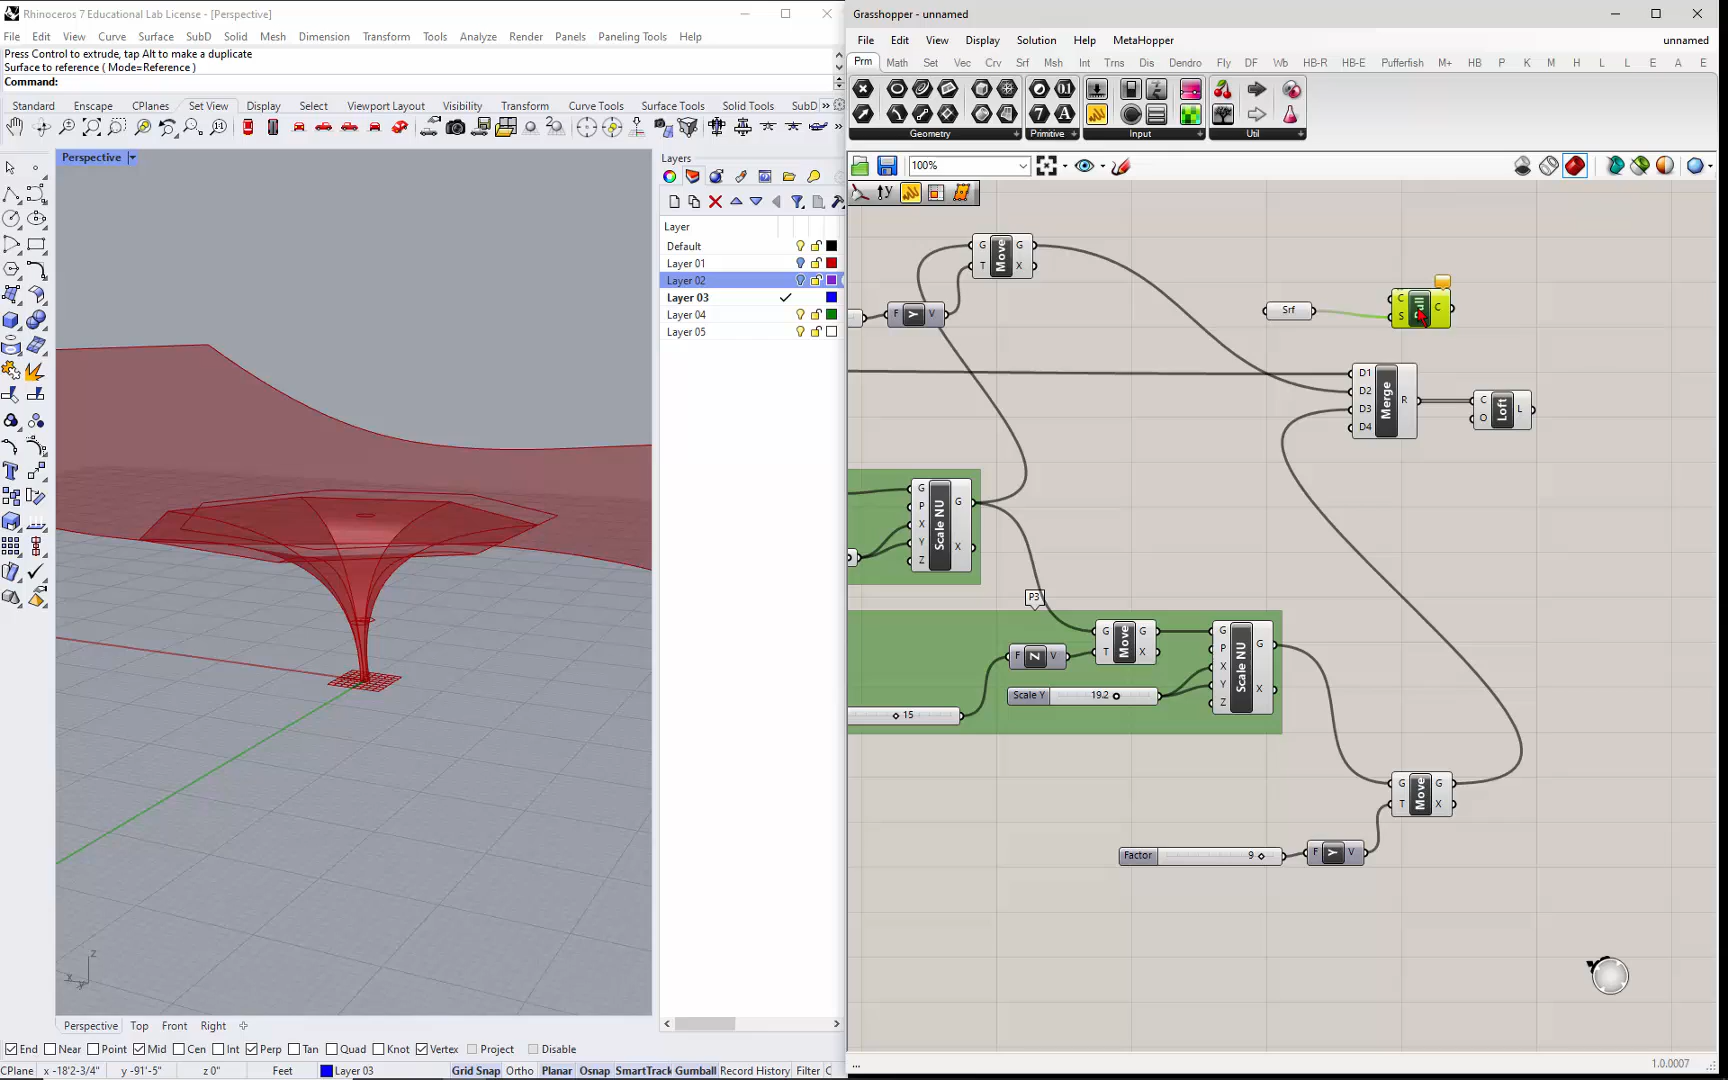 Rhinoceros 7 Educational Lab License - [Perspective]
File Edit View Curve Surface SubD Solid Mesh Dimension Transform Tools Analyze Render Panels Paneling Tools Help
Press Control to extrude, tap Alt to make a duplicate
Surface to reference ( Mode=Reference )
Command:
Standard Enscape CPlanes Set View Display Select Viewport Layout Visibility Transform Curve Tools Surface Tools Solid Tools SubD »
Perspective
Layers
Layer
Default
Layer 01
Layer 02
Layer 03
Layer 04
Layer 05
z
x
y
Perspective Top Front Right
End Near Point Mid Cen Int Perp Tan Quad Knot Vertex Project Disable
CPlane x -18'2-3/4" y -91'-5" z 0" Feet Layer 03 Grid Snap Ortho Planar Osnap SmartTrack Gumball Record History Filter C
Grasshopper - unnamed
File Edit View Display Solution Help MetaHopper unnamed
Prm Math Set Vec Crv Srf Msh Int Trns Dis Dendro Fly DF Wb HB-R HB-E Pufferfish M+ HB P K M H L L E A E
Geometry Primitive Input Util
100%
G Move G
T X
F Y V
Srf
C Pull C
S
D1 Merge R
D2
D3
D4
C Loft L
O
G Scale NU G
P
X
Y X
Z
P3
G Move G
T X
F Z V
G Scale NU G
P
X
Y X
Z
Scale Y 19.2
15
G Move G
T X
Factor 9
F Y V
...
1.0.0007